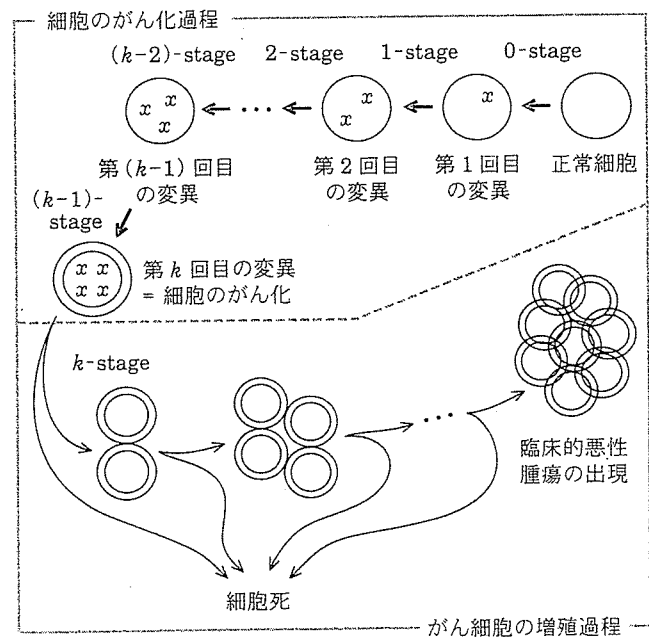 細胞のがん化過程
(k-2)-stage 2-stage 1-stage 0-stage
x x x
x x
x
第(k-1)回目
の変異
第2回目
の変異
第1回目
の変異
正常細胞
(k-1)-
stage
x x
x x
第k回目の変異
=細胞のがん化
k-stage
臨床的悪性
腫瘍の出現
細胞死
がん細胞の増殖過程